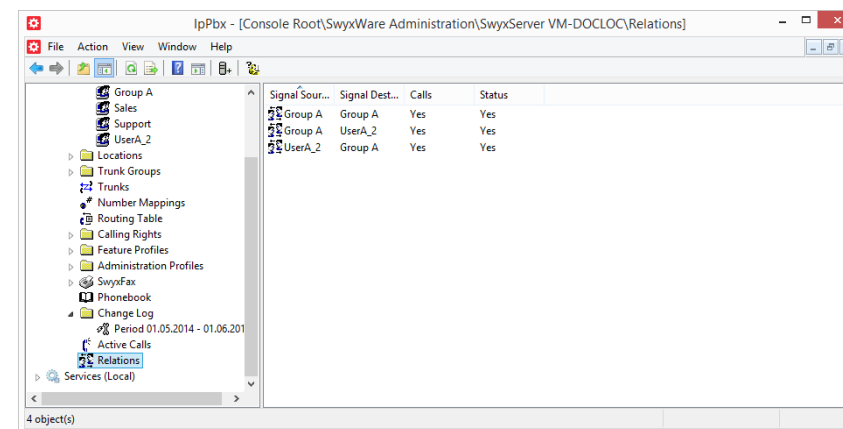 IpPbx - [Console Root\SwyxWare Administration\SwyxServer VM-DOCLOC\Relations]
File Action View Window Help
Group A
Sales
Support
UserA_2
Locations
Trunk Groups
Trunks
Number Mappings
Routing Table
Calling Rights
Feature Profiles
Administration Profiles
SwyxFax
Phonebook
Change Log
Period 01.05.2014 - 01.06.201
Active Calls
Relations
Services (Local)
Signal Sour... Signal Dest... Calls Status
Group A Group A Yes Yes
Group A UserA_2 Yes Yes
UserA_2 Group A Yes Yes
4 object(s)